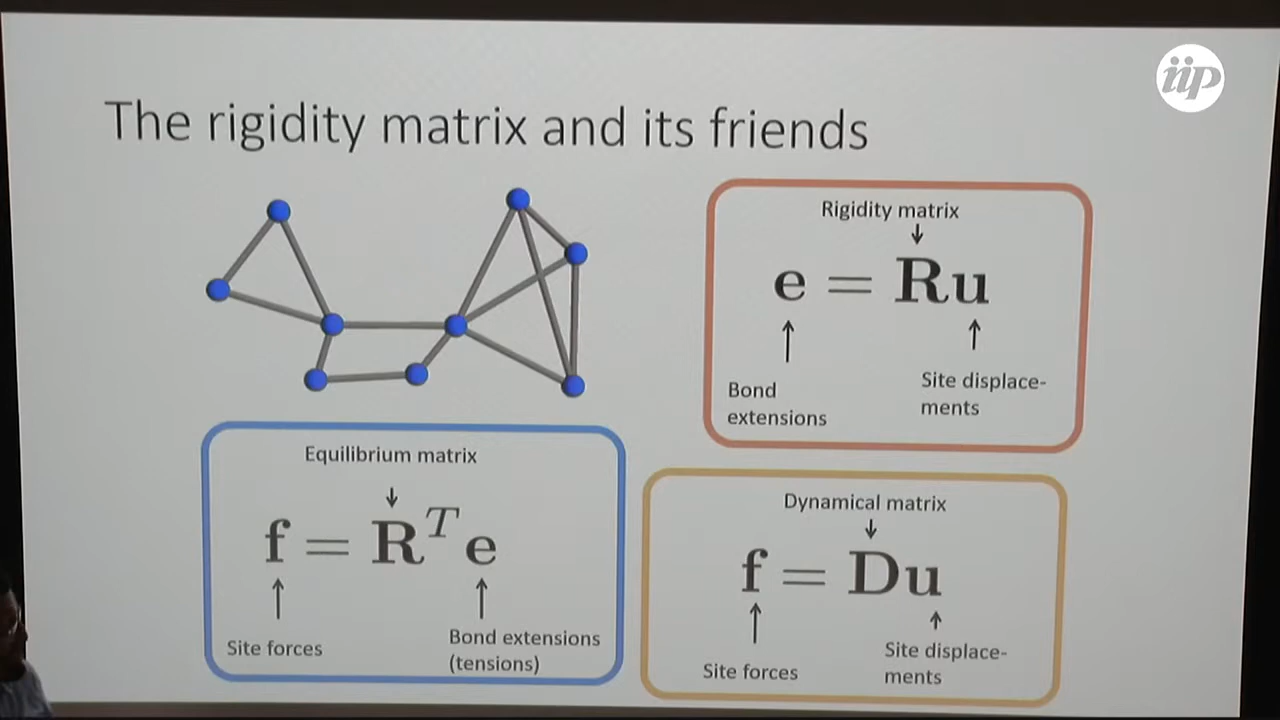 iip
The rigidity matrix and its friends
Rigidity matrix
↓
e = Ru
↑ ↑
Bond
extensions
Site displace-
ments
Equilibrium matrix
↓
f = R^T e
↑ ↑
Site forces
Bond extensions
(tensions)
Dynamical matrix
↓
f = Du
↑ ↑
Site forces
Site displace-
ments